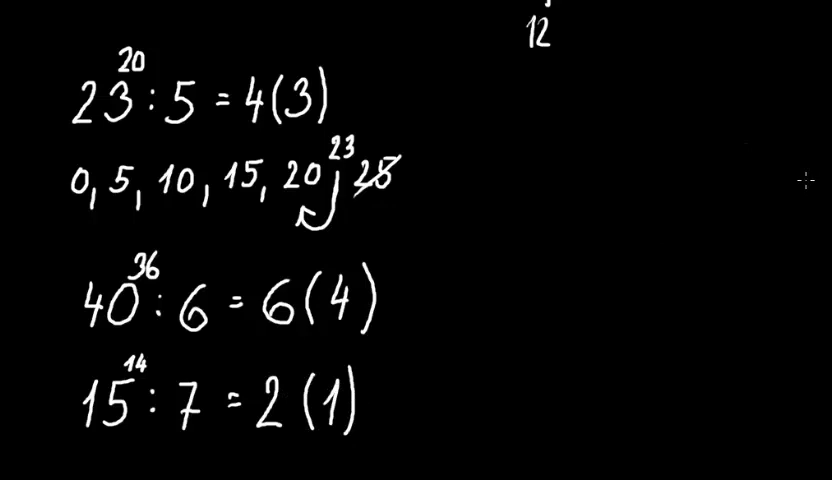 12
20
23 : 5 = 4 (3)
23
0, 5, 10, 15, 20 25
36
40 : 6 = 6 (4)
14
15 : 7 = 2 (1)